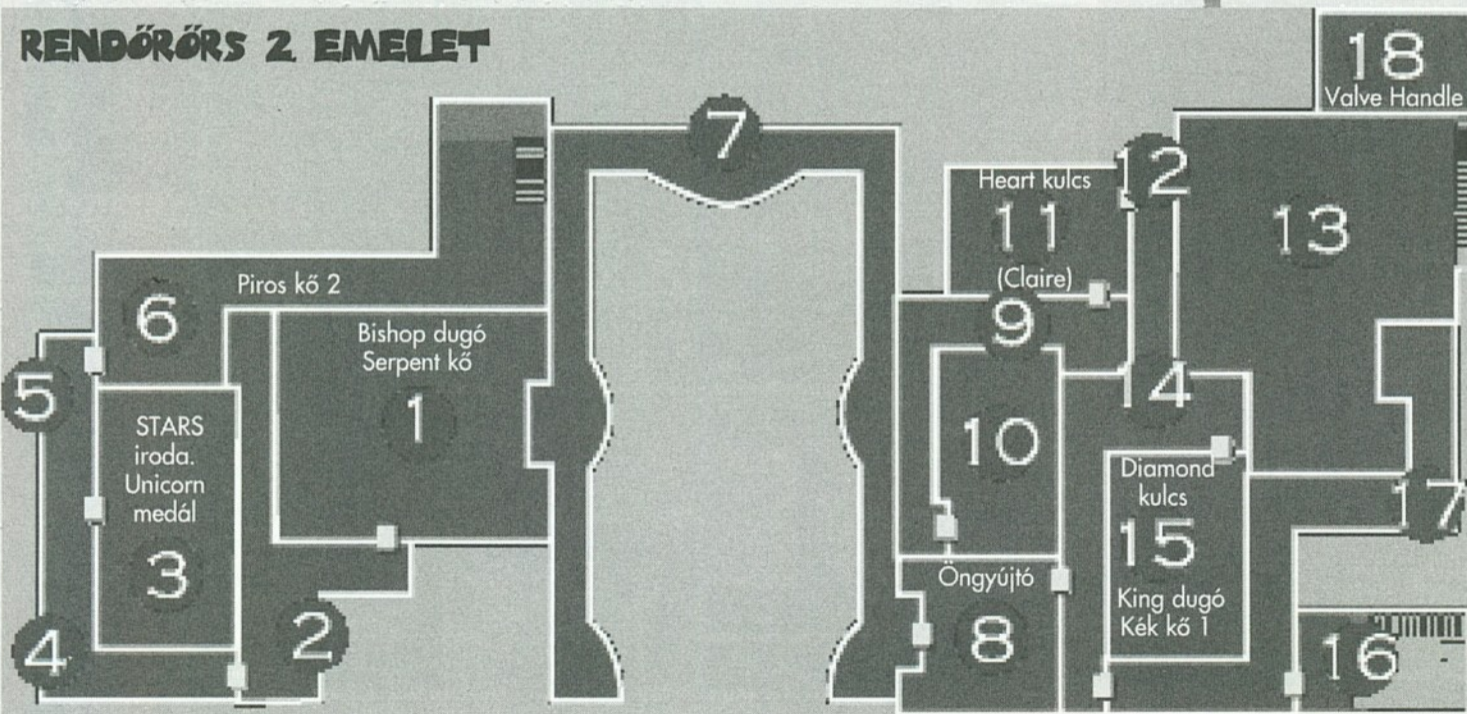 RENDŐRŐRS 2 EMELET
18
Valve Handle
7
12
Heart kulcs
11
(Claire)
13
Piros kő 2
6
9
Bishop dugó
Serpent kő
1
5
4
STARS
iroda.
Unicorn
medál
3
10
Diamond
kulcs
15
King dugó
Kék kő 1
17
Öngyújtó
8
2
4
16